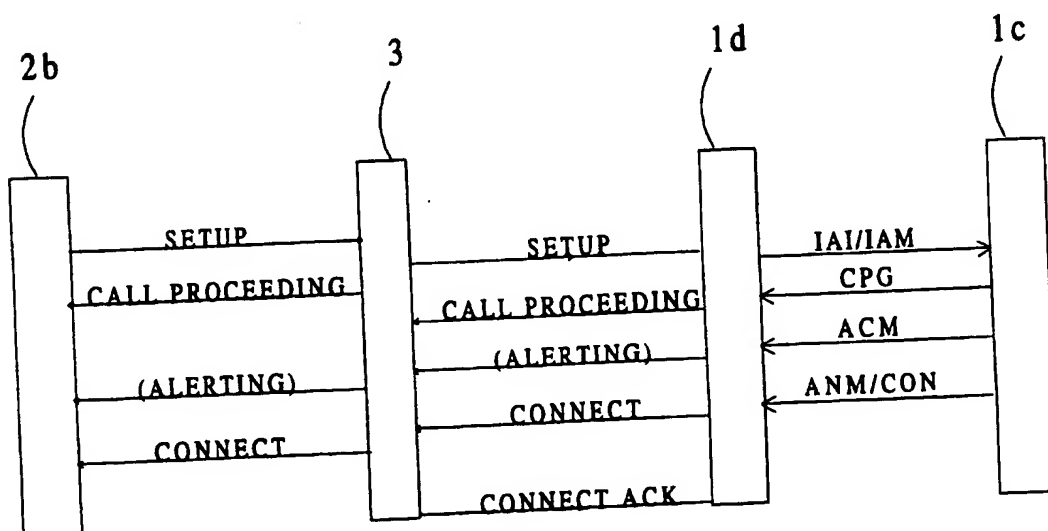 2b
3
1d
1c
SETUP
SETUP
IAI/IAM
CALL PROCEEDING
CALL PROCEEDING
CPG
(ALERTING)
(ALERTING)
ACM
CONNECT
CONNECT
ANM/CON
CONNECT ACK